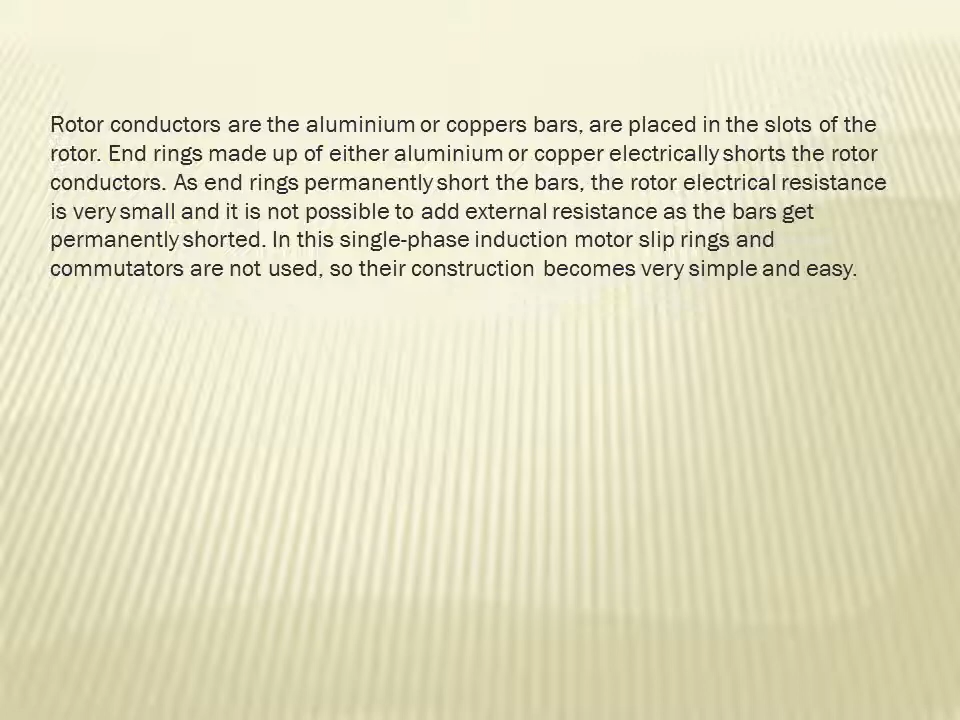 Rotor conductors are the aluminium or coppers bars, are placed in the slots of the
rotor. End rings made up of either aluminium or copper electrically shorts the rotor
conductors. As end rings permanently short the bars, the rotor electrical resistance
is very small and it is not possible to add external resistance as the bars get
permanently shorted. In this single-phase induction motor slip rings and
commutators are not used, so their construction becomes very simple and easy.